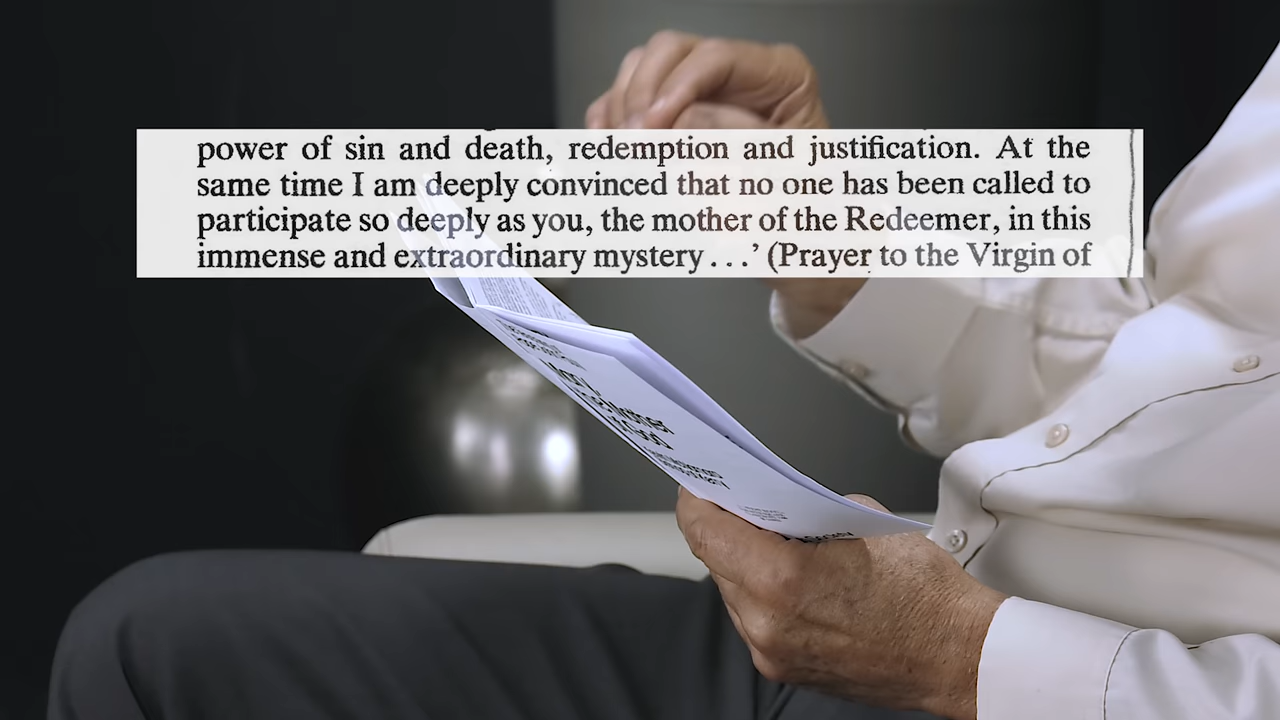 power of sin and death, redemption and justification. At the
same time I am deeply convinced that no one has been called to
participate so deeply as you, the mother of the Redeemer, in this
immense and extraordinary mystery . . .’ (Prayer to the Virgin of